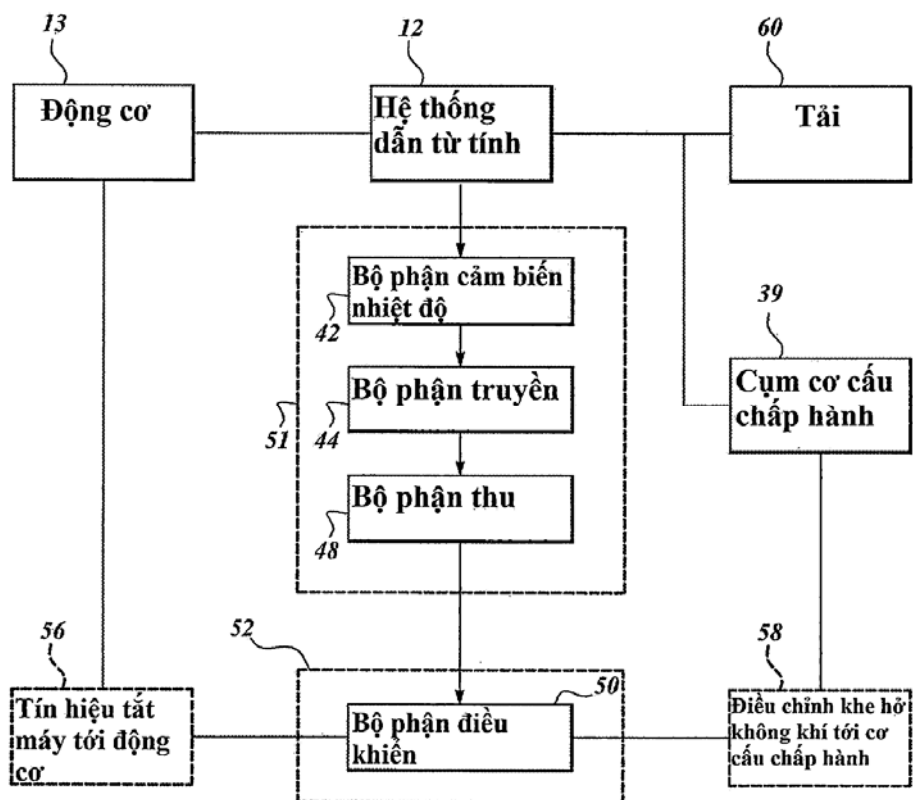 13
12
60
Động cơ
Hệ thống
dẫn từ tính
Tải
Bộ phận cảm biến
nhiệt độ
42
39
Bộ phận truyền
44
51
Cụm cơ cấu
chấp hành
Bộ phận thu
48
56
52
58
50
Tín hiệu tắt
máy tới động
cơ
Bộ phận điều
khiển
Điều chỉnh khe hở
không khí tới cơ
cấu chấp hành